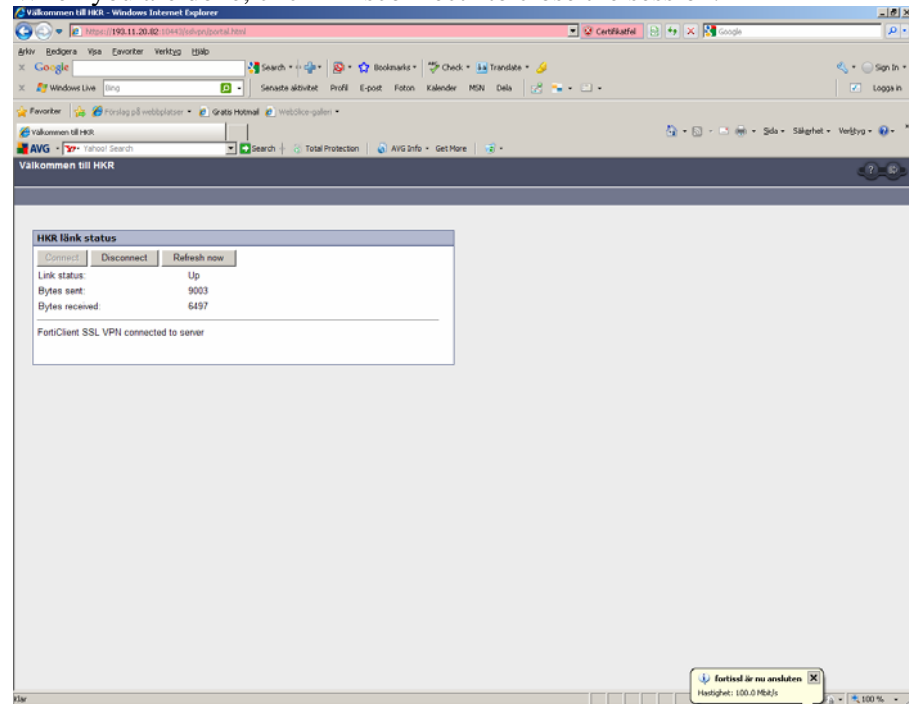 Välkommen till HKR - Windows Internet Explorer
https://193.11.20.82:10443/sslvpn/portal.html
Certifikatfel
Google
Arkiv Redigera Visa Favoriter Verktyg Hjälp
Google Search Bookmarks Check Translate Sign In
Windows Live Bing Senaste aktivitet Profil E-post Foton Kalender MSN Dela Logga in
Favoriter Förslag på webbplatser Gratis Hotmail
Välkommen till HKR Sida Säkerhet Verktyg
AVG Yahoo! Search Search Total Protection AVG Info Get More
Välkommen till HKR
HKR länk status
Connect Disconnect Refresh now
Link status: Up
Bytes sent: 9003
Bytes received: 6497
FortiClient SSL VPN connected to server
fortissl är nu ansluten
Hastighet: 100.0 Mbit/s
Klar 100 %